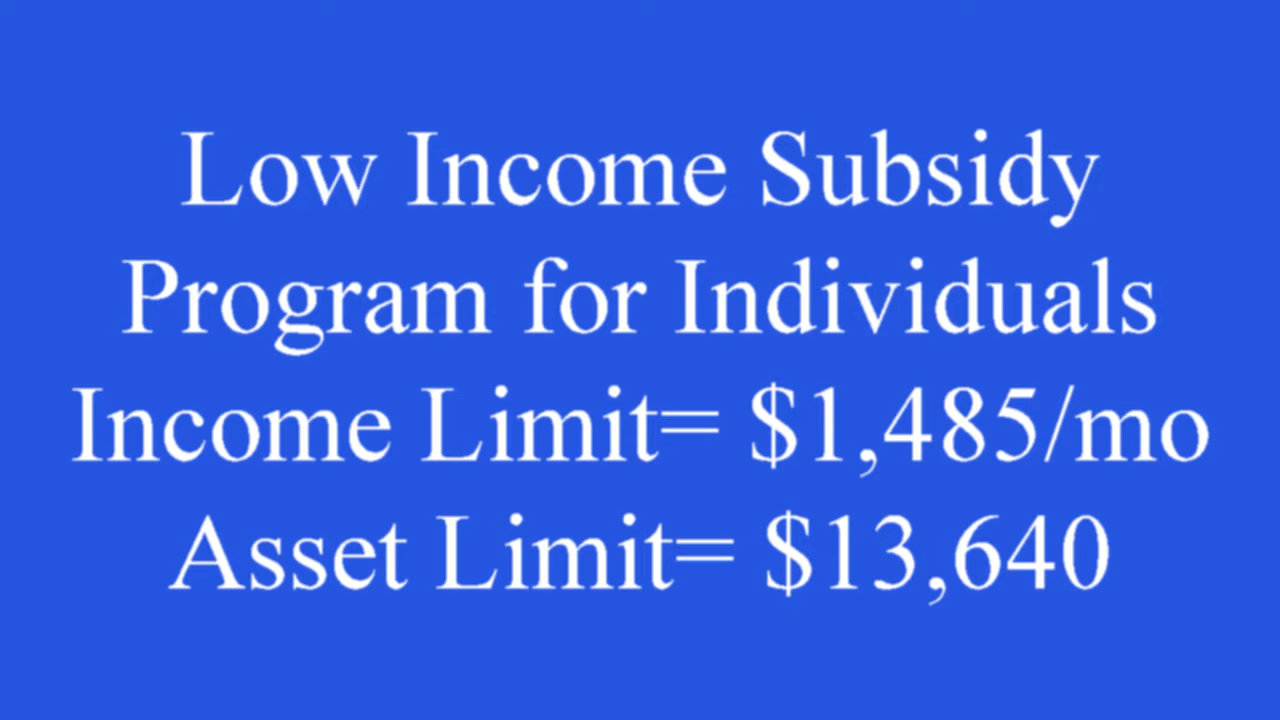 Low Income Subsidy
Program for Individuals
Income Limit= $1,485/mo
Asset Limit= $13,640